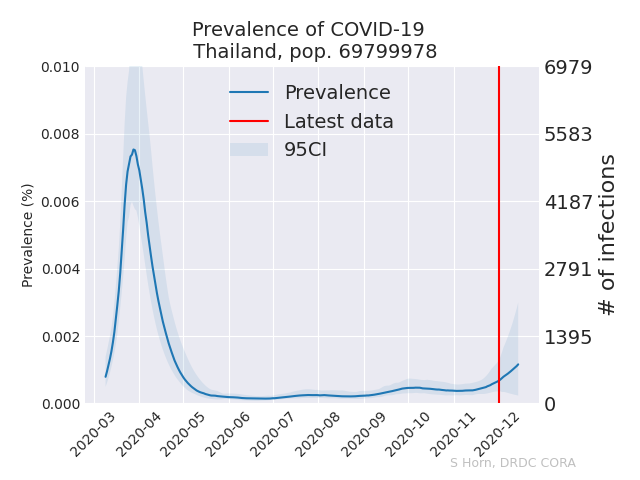 Prevalence of COVID-19
Thailand, pop. 69799978
Prevalence
Latest data
95CI
Prevalence (%)
0.010
0.008
0.006
0.004
0.002
0.000
6979
5583
4187
2791
1395
0
# of infections
2020-03
2020-04
2020-05
2020-06
2020-07
2020-08
2020-09
2020-10
2020-11
2020-12
S Horn, DRDC CORA